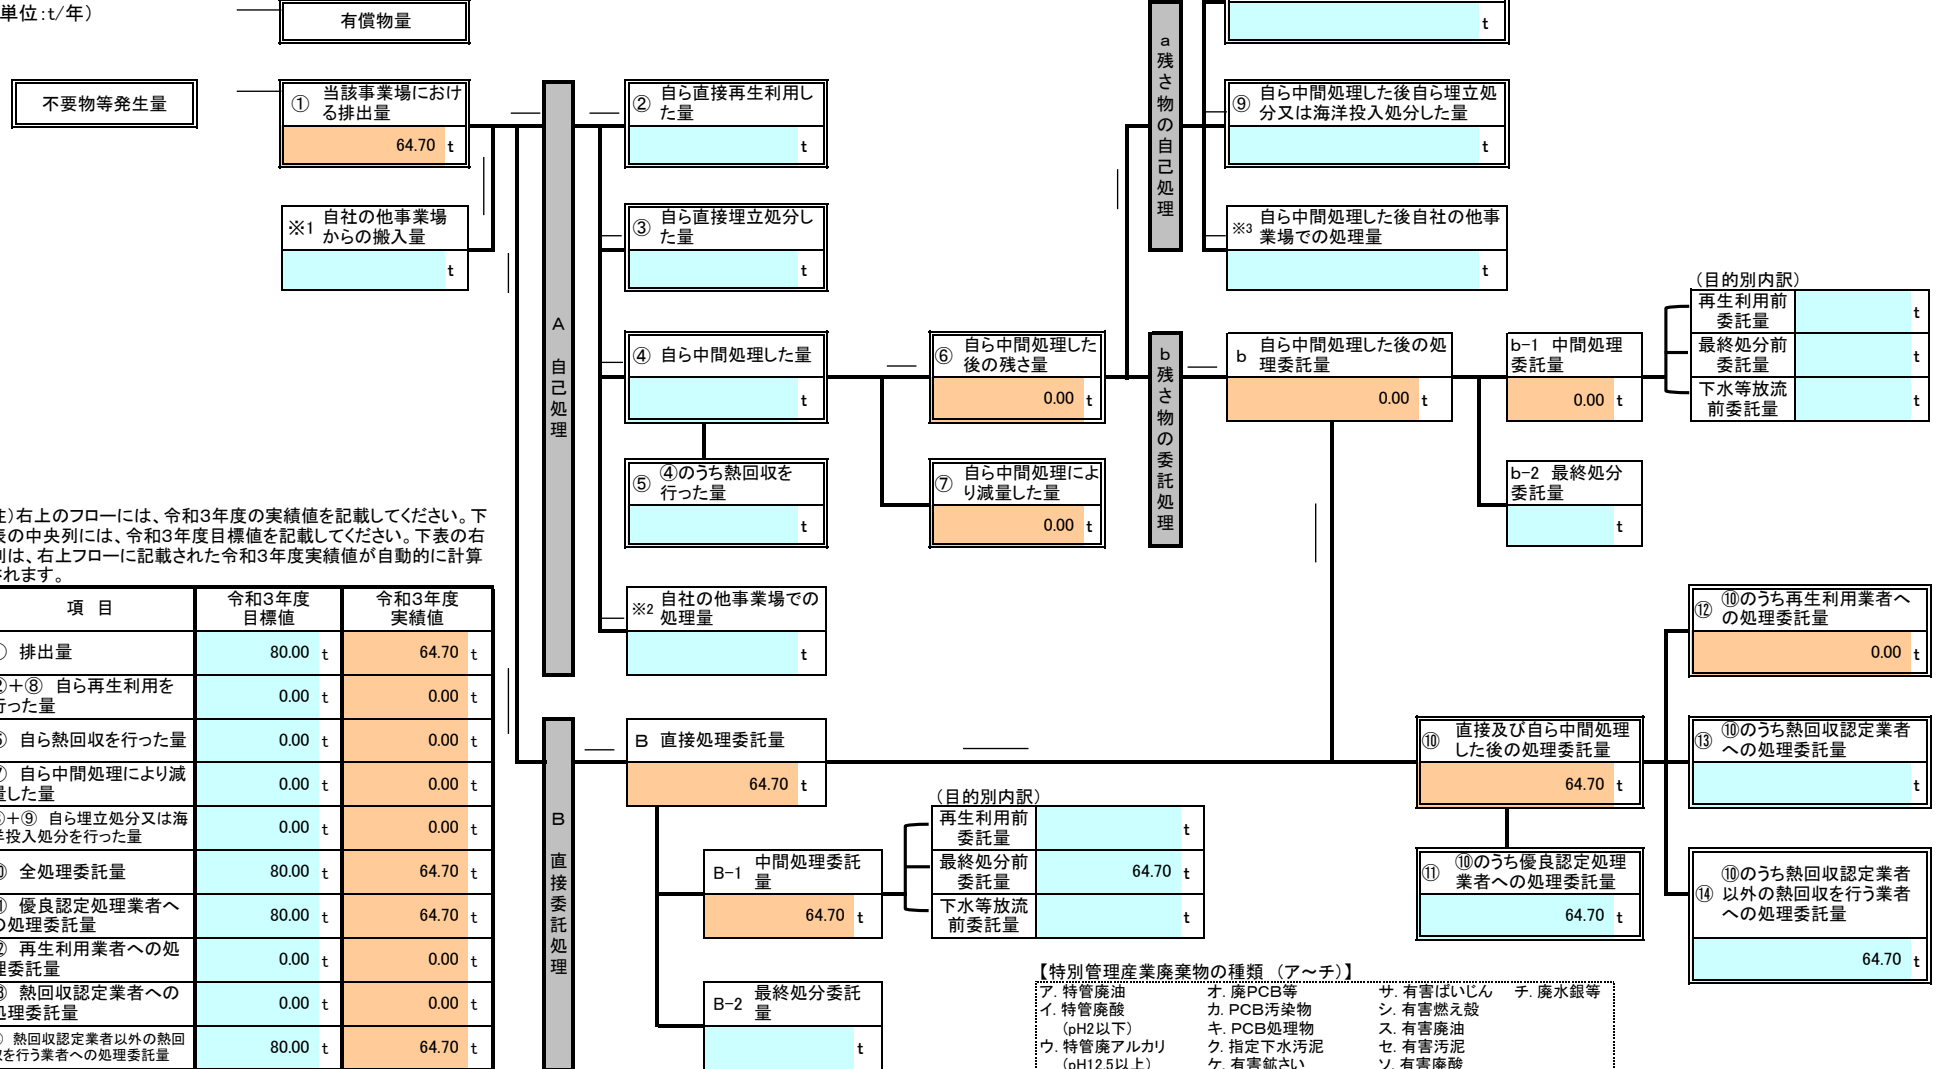 単位:t/年)
有償物量
t
不要物等発生量
① 当該事業場におけ
る排出量
64.70 t
※1 自社の他事業場
からの搬入量
t
A 自己処理
② 自ら直接再生利用し
た量
t
③ 自ら直接埋立処分し
た量
t
④ 自ら中間処理した量
t
⑤ ④のうち熱回収を
行った量
t
※2 自社の他事業場での
処理量
t
⑥ 自ら中間処理した
後の残さ量
0.00 t
⑦ 自ら中間処理によ
り減量した量
0.00 t
a残さ物の自己処理
⑨ 自ら中間処理した後自ら埋立処
分又は海洋投入処分した量
t
※3 自ら中間処理した後自社の他事
業場での処理量
t
b残さ物の委託処理
b 自ら中間処理した後の処
理委託量
0.00 t
b-1 中間処理
委託量
0.00 t
b-2 最終処分
委託量
t
(目的別内訳)
再生利用前
委託量
t
最終処分前
委託量
t
下水等放流
前委託量
t
注)右上のフローには、令和3年度の実績値を記載してください。下
表の中央列には、令和3年度目標値を記載してください。下表の右
列は、右上フローに記載された令和3年度実績値が自動的に計算
されます。
項 目 令和3年度
目標値 令和3年度
実績値
① 排出量 80.00 t 64.70 t
②+⑧ 自ら再生利用を
行った量 0.00 t 0.00 t
⑤ 自ら熱回収を行った量 0.00 t 0.00 t
⑦ 自ら中間処理により減
量した量 0.00 t 0.00 t
③+⑨ 自ら埋立処分又は海
洋投入処分を行った量 0.00 t 0.00 t
⑩ 全処理委託量 80.00 t 64.70 t
⑪ 優良認定処理業者へ
の処理委託量 80.00 t 64.70 t
⑫ 再生利用業者への処
理委託量 0.00 t 0.00 t
⑬ 熱回収認定業者への
処理委託量 0.00 t 0.00 t
⑭ 熱回収認定業者以外の熱回
収を行う業者への処理委託量 80.00 t 64.70 t
B 直接委託処理
B 直接処理委託量
64.70 t
B-1 中間処理委託
量
64.70 t
B-2 最終処分委託
量
t
(目的別内訳)
再生利用前
委託量
t
最終処分前
委託量
64.70 t
下水等放流
前委託量
t
⑩ 直接及び自ら中間処理
した後の処理委託量
64.70 t
⑪ ⑩のうち優良認定処理
業者への処理委託量
64.70 t
⑫ ⑩のうち再生利用業者へ
の処理委託量
0.00 t
⑬ ⑩のうち熱回収認定業者
への処理委託量
t
⑭ ⑩のうち熱回収認定業者
以外の熱回収を行う業者
への処理委託量
64.70 t
【特別管理産業廃棄物の種類 (ア~チ)】
ア. 特管廃油 オ. 廃PCB等 サ. 有害ばいじん チ. 廃水銀等
イ. 特管廃酸 カ. PCB汚染物 シ. 有害燃え殻
(pH2以下) キ. PCB処理物 ス. 有害廃油
ウ. 特管廃アルカリ ク. 指定下水汚泥 セ. 有害汚泥
(pH12.5以上) ケ. 有害鉱さい ソ. 有害廃酸